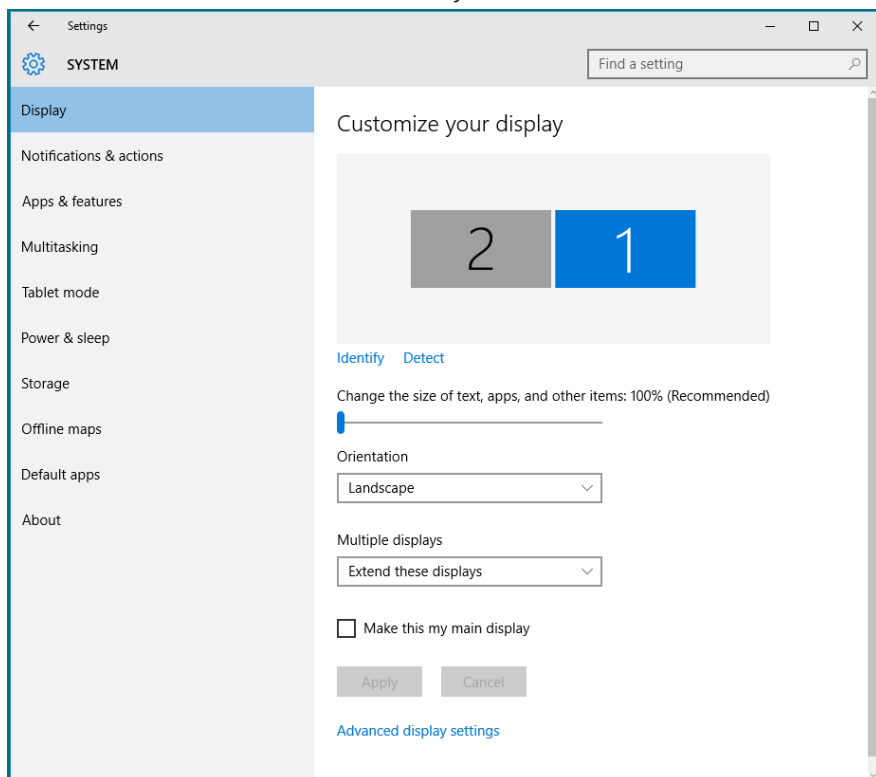 Settings
SYSTEM
Find a setting
Display
Notifications & actions
Apps & features
Multitasking
Tablet mode
Power & sleep
Storage
Offline maps
Default apps
About
Customize your display
2 1
Identify Detect
Change the size of text, apps, and other items: 100% (Recommended)
Orientation
Landscape
Multiple displays
Extend these displays
Make this my main display
Apply Cancel
Advanced display settings